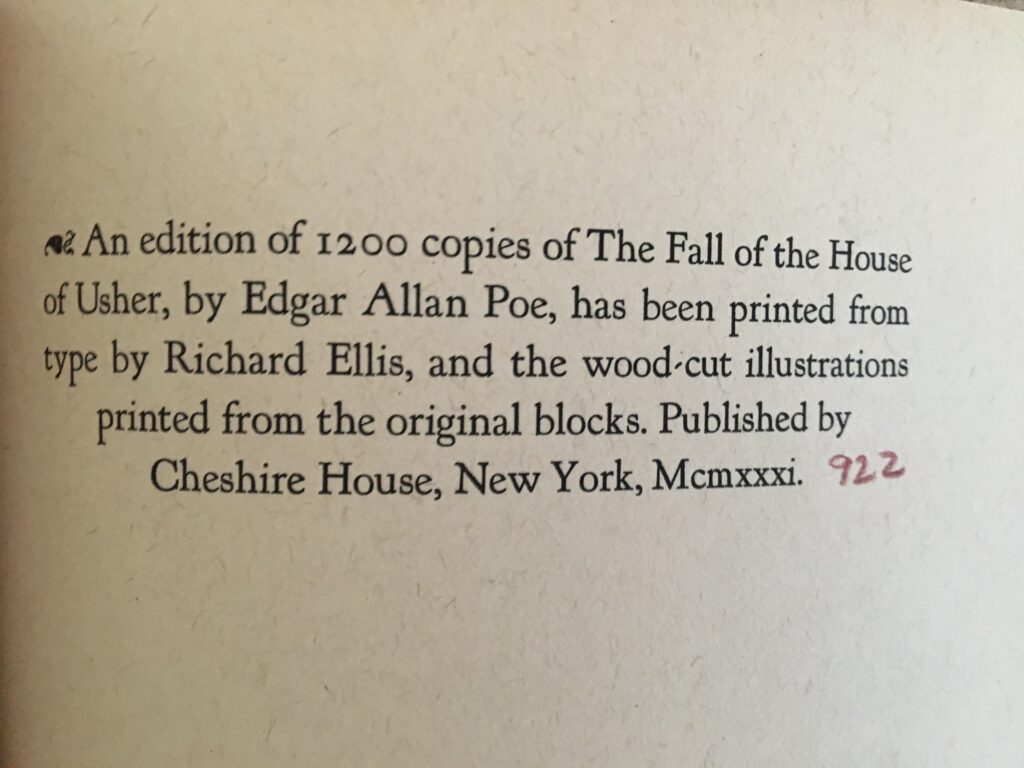 An edition of 1200 copies of The Fall of the House
of Usher, by Edgar Allan Poe, has been printed from
type by Richard Ellis, and the wood-cut illustrations
printed from the original blocks. Published by
Cheshire House, New York, Mcmxxxi. 922